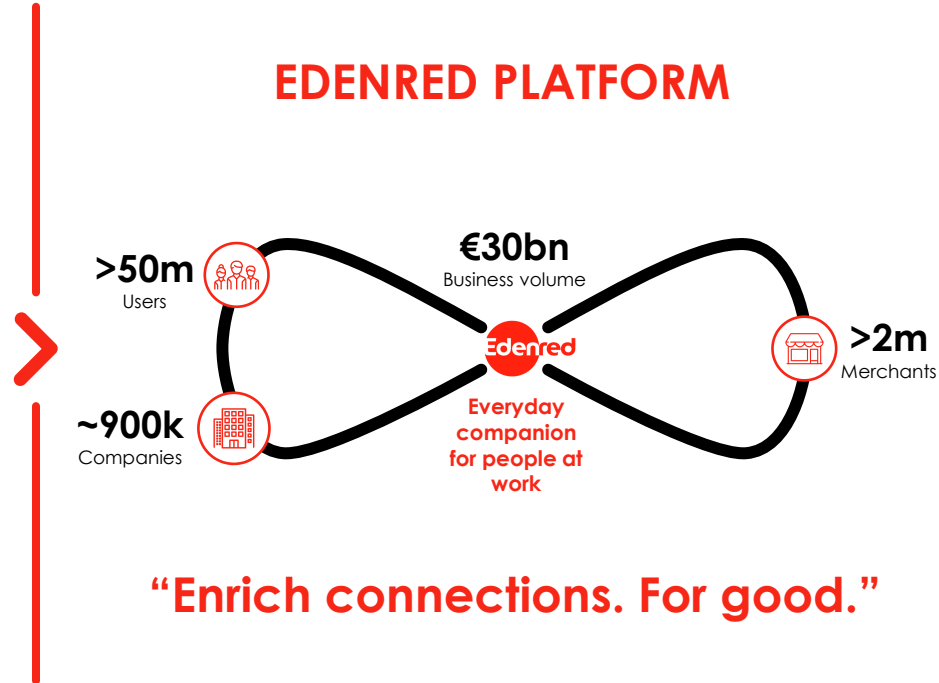 EDENRED PLATFORM
>50m
Users
€30bn
Business volume
Edenred
>2m
Merchants
~900k
Companies
Everyday
companion
for people at
work
“Enrich connections. For good.”